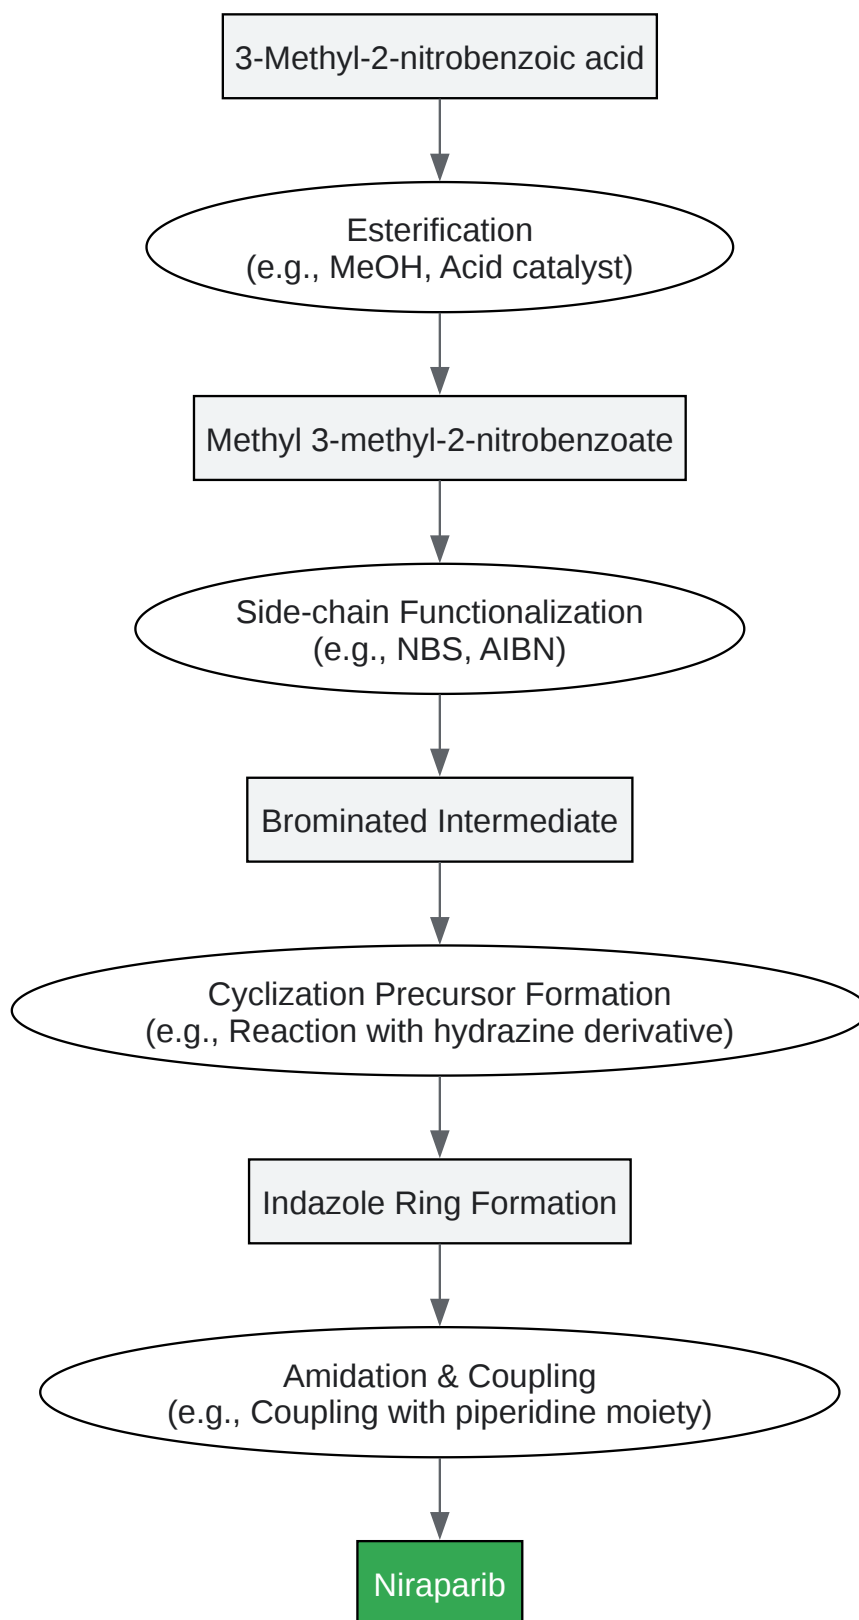 3-Methyl-2-nitrobenzoic acid
Esterification
(e.g., MeOH, Acid catalyst)
Methyl 3-methyl-2-nitrobenzoate
Side-chain Functionalization
(e.g., NBS, AIBN)
Brominated Intermediate
Cyclization Precursor Formation
(e.g., Reaction with hydrazine derivative)
Indazole Ring Formation
Amidation & Coupling
(e.g., Coupling with piperidine moiety)
Niraparib